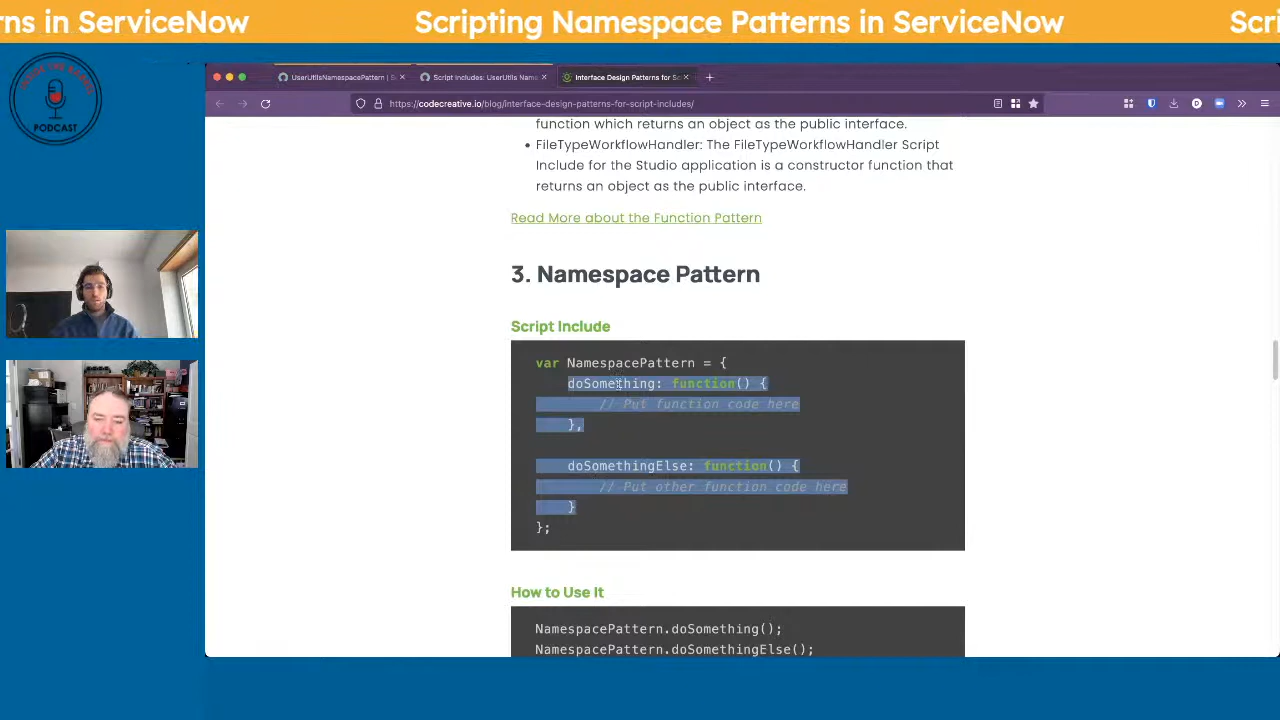 rns in ServiceNow
Scripting Namespace Patterns in ServiceNow
Scri
PODCAST
UserUtilsNamespacePattern | S
Script Includes: UserUtils Name
Interface Design Patterns for Sc
https://codecreative.io/blog/interface-design-patterns-for-script-includes/
function which returns an object as the public interface.
• FileTypeWorkflowHandler: The FileTypeWorkflowHandler Script
Include for the Studio application is a constructor function that
returns an object as the public interface.
Read More about the Function Pattern
3. Namespace Pattern
Script Include
var NamespacePattern = {
doSomething: function() {
// Put function code here
},
doSomethingElse: function() {
// Put other function code here
}
};
How to Use It
NamespacePattern.doSomething();
NamespacePattern.doSomethingElse();